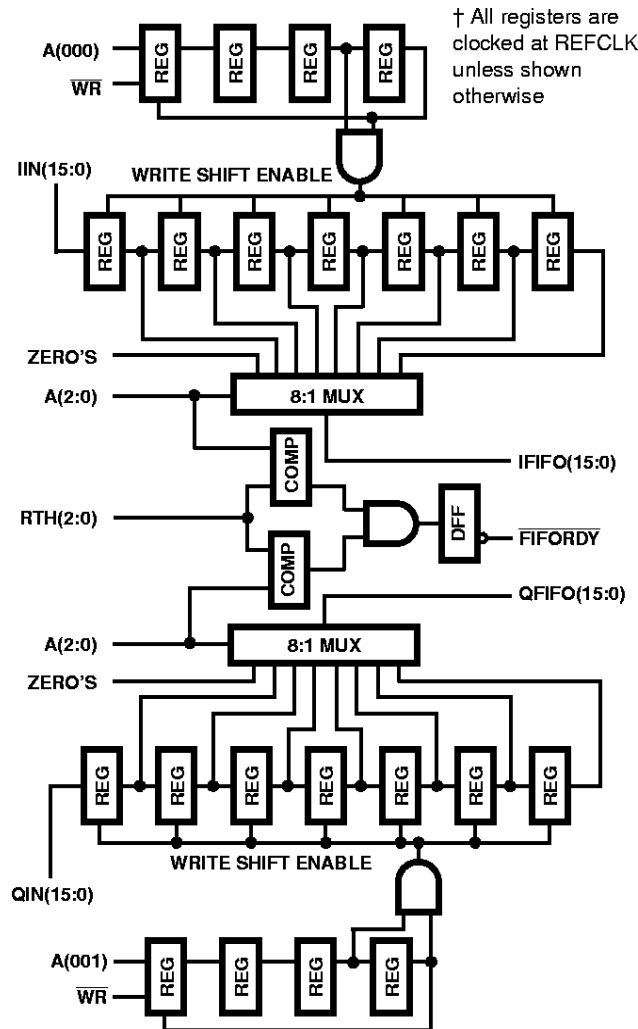 † All registers are
clocked at REFCLK
unless shown
otherwise
A(000)
WR
REG
REG
REG
REG
WRITE SHIFT ENABLE
IIN(15:0)
REG
REG
REG
REG
REG
REG
REG
ZERO'S
A(2:0)
8:1 MUX
IFIFO(15:0)
COMP
RTH(2:0)
DFF
FIFORDY
COMP
QFIFO(15:0)
A(2:0)
8:1 MUX
ZERO'S
REG
REG
REG
REG
REG
REG
REG
WRITE SHIFT ENABLE
QIN(15:0)
A(001)
WR
REG
REG
REG
REG